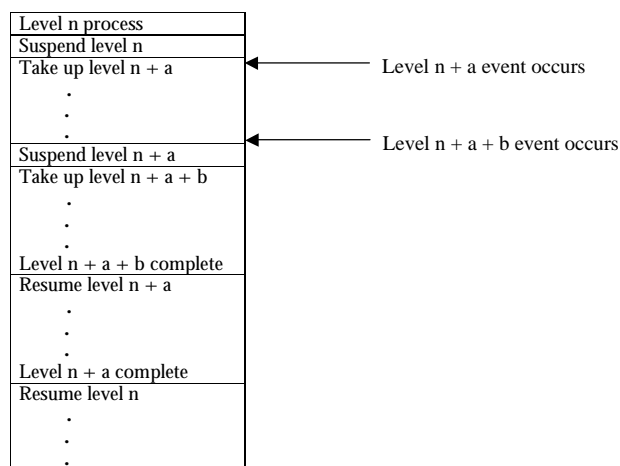 Level n process
Suspend level n
Take up level n + a
Level n + a event occurs
.
.
.
Level n + a + b event occurs
Suspend level n + a
Take up level n + a + b
.
.
.
Level n + a + b complete
Resume level n + a
.
.
.
Level n + a complete
Resume level n
.
.
.